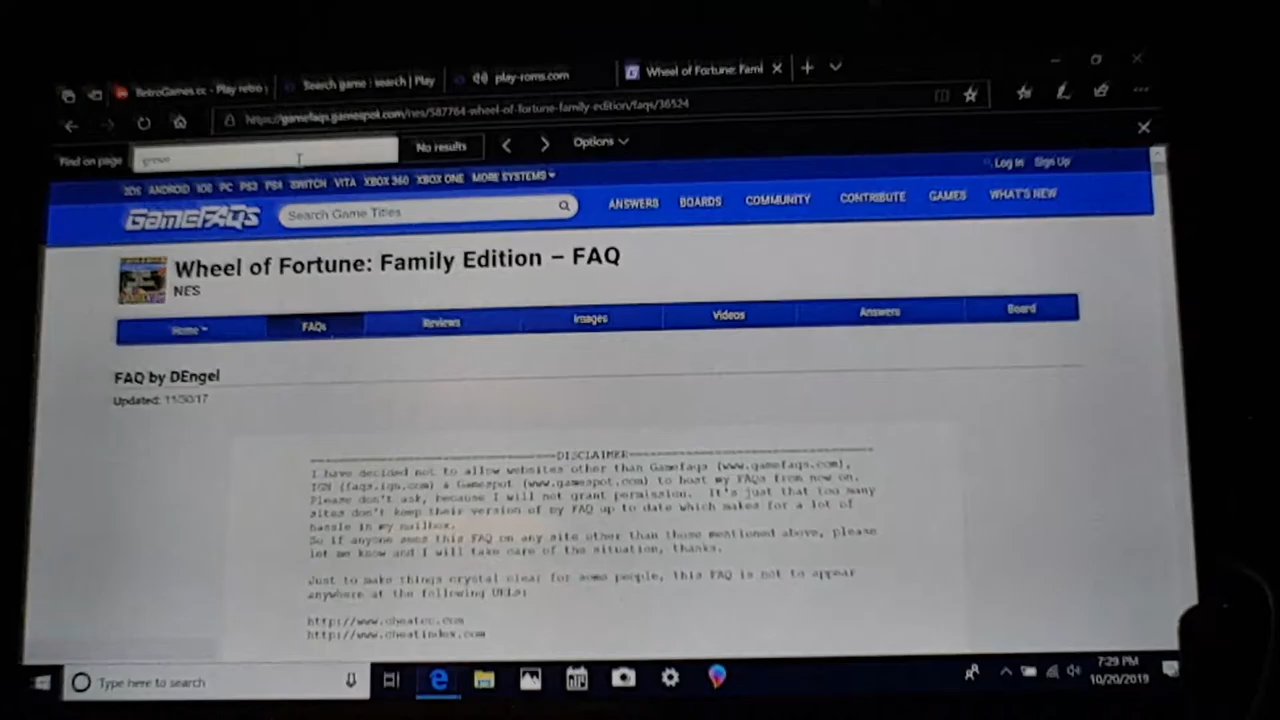 RetroGames.cc - Play retro
Search game : search | Play
play-roms.com
Wheel of Fortune: Fami
https://gamefaqs.gamespot.com/nes/587764-wheel-of-fortune-family-edition/faqs/36524
Find on page
No results
Options
3DS ANDROID IOS PC PS3 PS4 SWITCH VITA XBOX 360 XBOX ONE MORE SYSTEMS
Log In Sign Up
GameFAQs
Search Game Titles
ANSWERS BOARDS COMMUNITY CONTRIBUTE GAMES WHAT'S NEW
Wheel of Fortune: Family Edition – FAQ
NES
Home FAQs Reviews Images Videos Answers Board
FAQ by DEngel
Updated: 11/30/17
DISCLAIMER
I have decided not to allow websites other than Gamefaqs (www.gamefaqs.com),
IGN (faqs.ign.com) & Gamespot (www.gamespot.com) to host my FAQs from now on.
Please don't ask, because I will not grant permission. It's just that too many
sites don't keep their version of my FAQ up to date which makes for a lot of
hassle in my mailbox.
So if anyone sees this FAQ on any site other than those mentioned above, please
let me know and I will take care of the situation, thanks.
Just to make things crystal clear for some people, this FAQ is not to appear
anywhere at the following URLs:
http://www.cheatcc.com
http://www.cheatindex.com
Type here to search
7:29 PM
10/20/2019